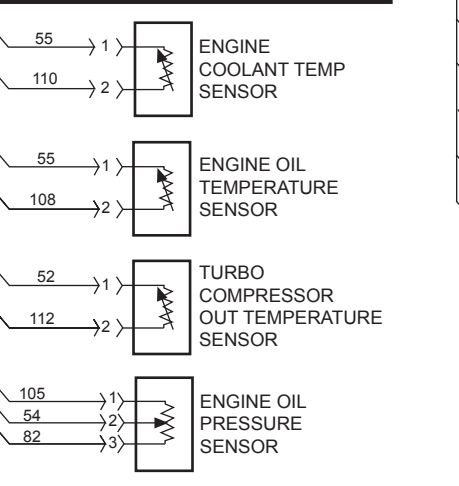 55 1 ENGINE
COOLANT TEMP
110 2 SENSOR
55 1 ENGINE OIL
TEMPERATURE
108 2 SENSOR
52 1 TURBO
COMPRESSOR
112 2 OUT TEMPERATURE
SENSOR
105 1 ENGINE OIL
54 2 PRESSURE
82 3 SENSOR